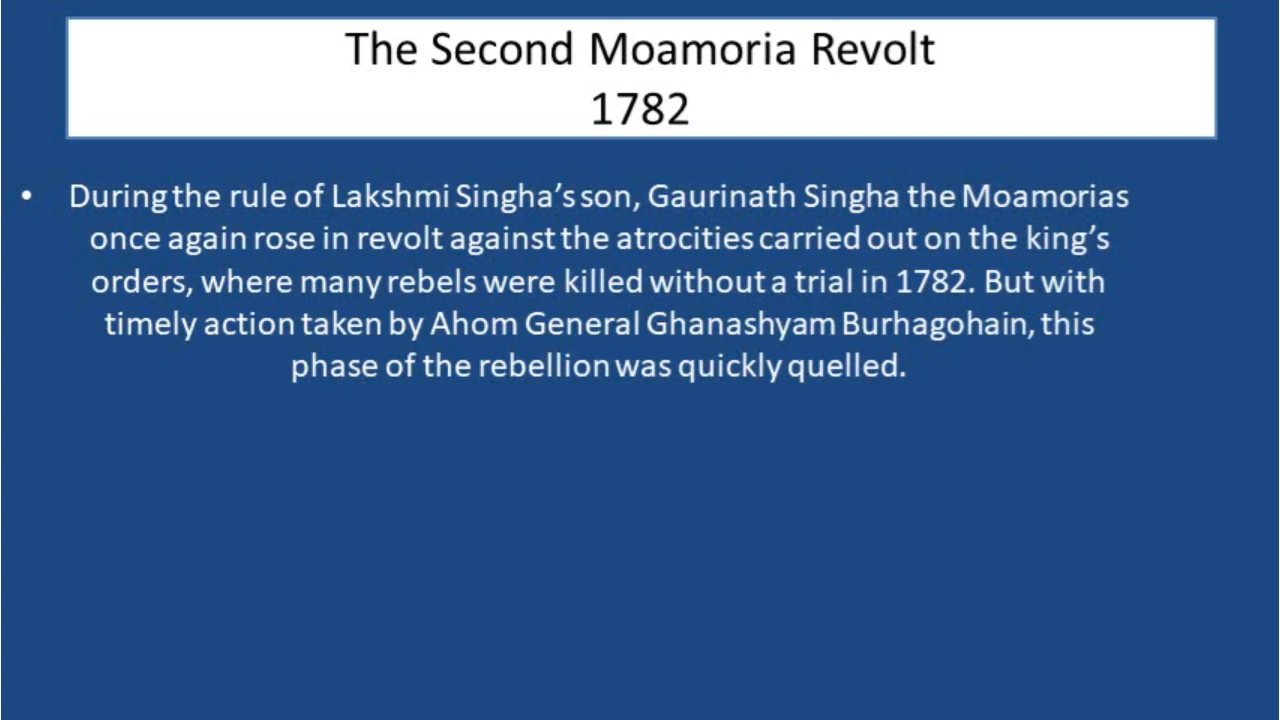 The Second Moamoria Revolt
1782
• During the rule of Lakshmi Singha’s son, Gaurinath Singha the Moamorias
once again rose in revolt against the atrocities carried out on the king’s
orders, where many rebels were killed without a trial in 1782. But with
timely action taken by Ahom General Ghanashyam Burhagohain, this
phase of the rebellion was quickly quelled.